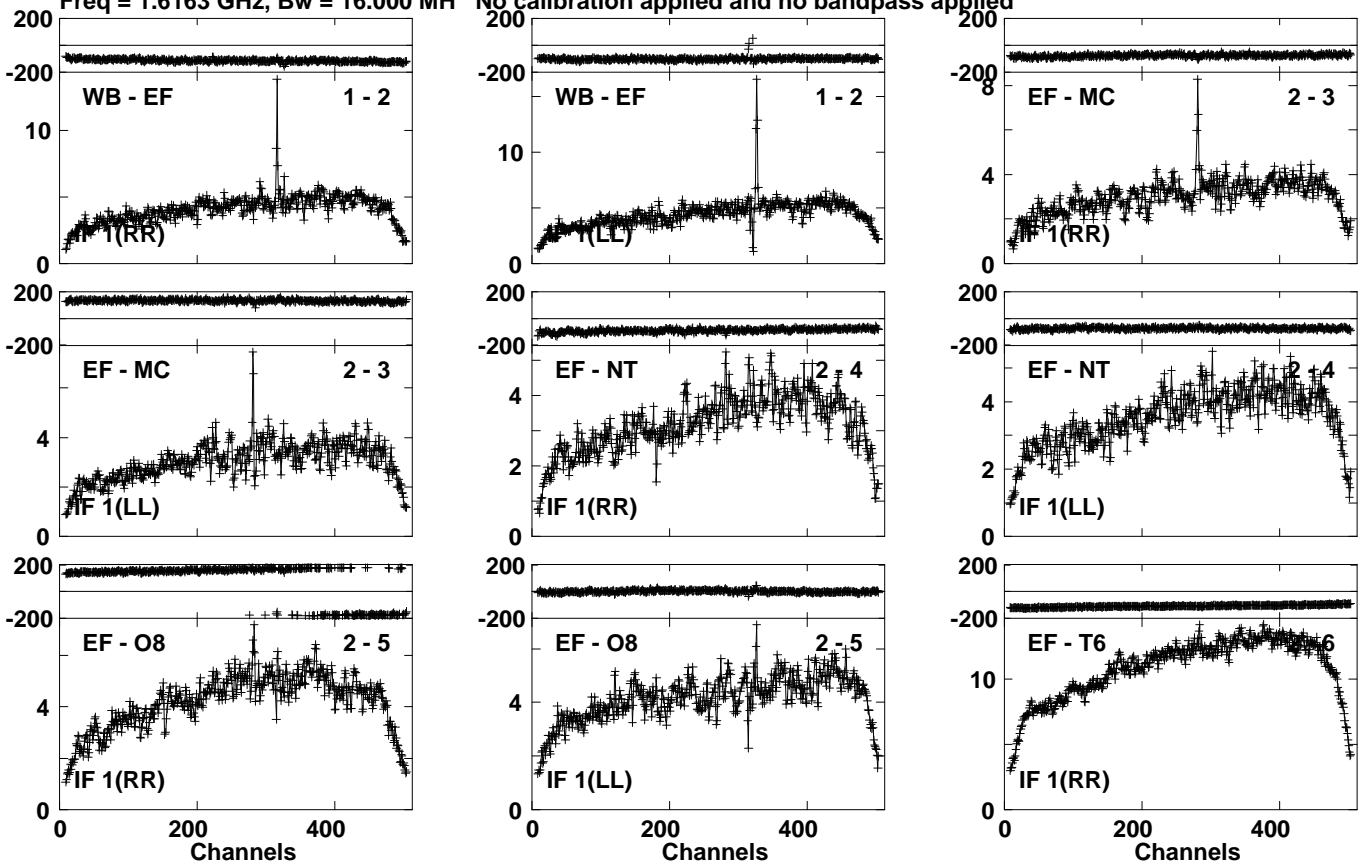 Freq = 1.6163 GHz, Bw = 16.000 MH No calibration applied and no bandpass applied
200 200 200
-200 -200 -200
WB - EF 1 - 2 WB - EF 1 - 2 8 EF - MC 2 - 3
10 10 4
IF 1(RR) IF 1(LL) IF 1(RR)
0 0 0
200 200 200
-200 -200 -200
EF - MC 2 - 3 EF - NT 2 - 4 EF - NT 2 - 4
4 4 4
2 2
IF 1(LL) IF 1(RR) IF 1(LL)
0 0 0
200 200 200
-200 -200 -200
EF - O8 2 - 5 EF - O8 2 - 5 EF - T6 2 - 6
4 4 10
IF 1(RR) IF 1(LL) IF 1(RR)
0 0 0
0 200 400 0 200 400 0 200 400
Channels Channels Channels